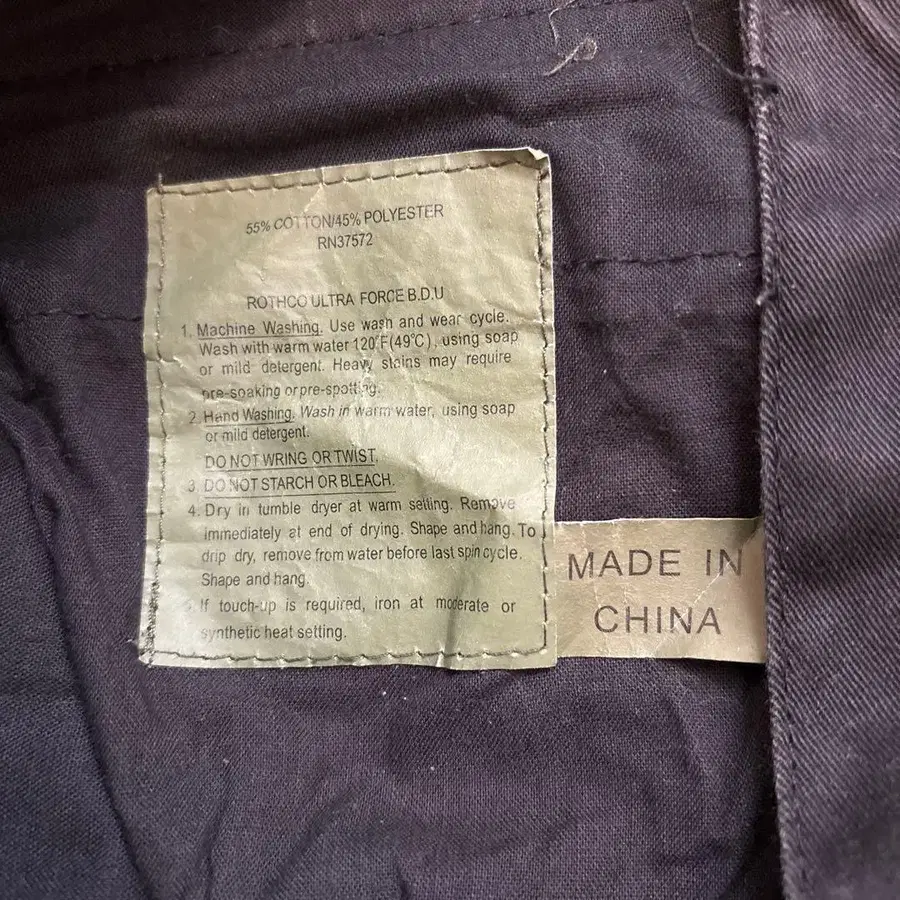 55% COTTON/45% POLYESTER
RN37572
ROTHCO ULTRA FORCE B.D.U
1. Machine Washing. Use wash and wear cycle.
Wash with warm water 120°F(49°C), using soap
or mild detergent. Heavy stains may require
pre-soaking or pre-spotting.
2. Hand Washing. Wash in warm water, using soap
or mild detergent.
DO NOT WRING OR TWIST.
3. DO NOT STARCH OR BLEACH.
4. Dry in tumble dryer at warm setting. Remove
immediately at end of drying. Shape and hang. To
drip dry, remove from water before last spin cycle.
Shape and hang.
5. If touch-up is required, iron at moderate or
synthetic heat setting.
MADE IN
CHINA